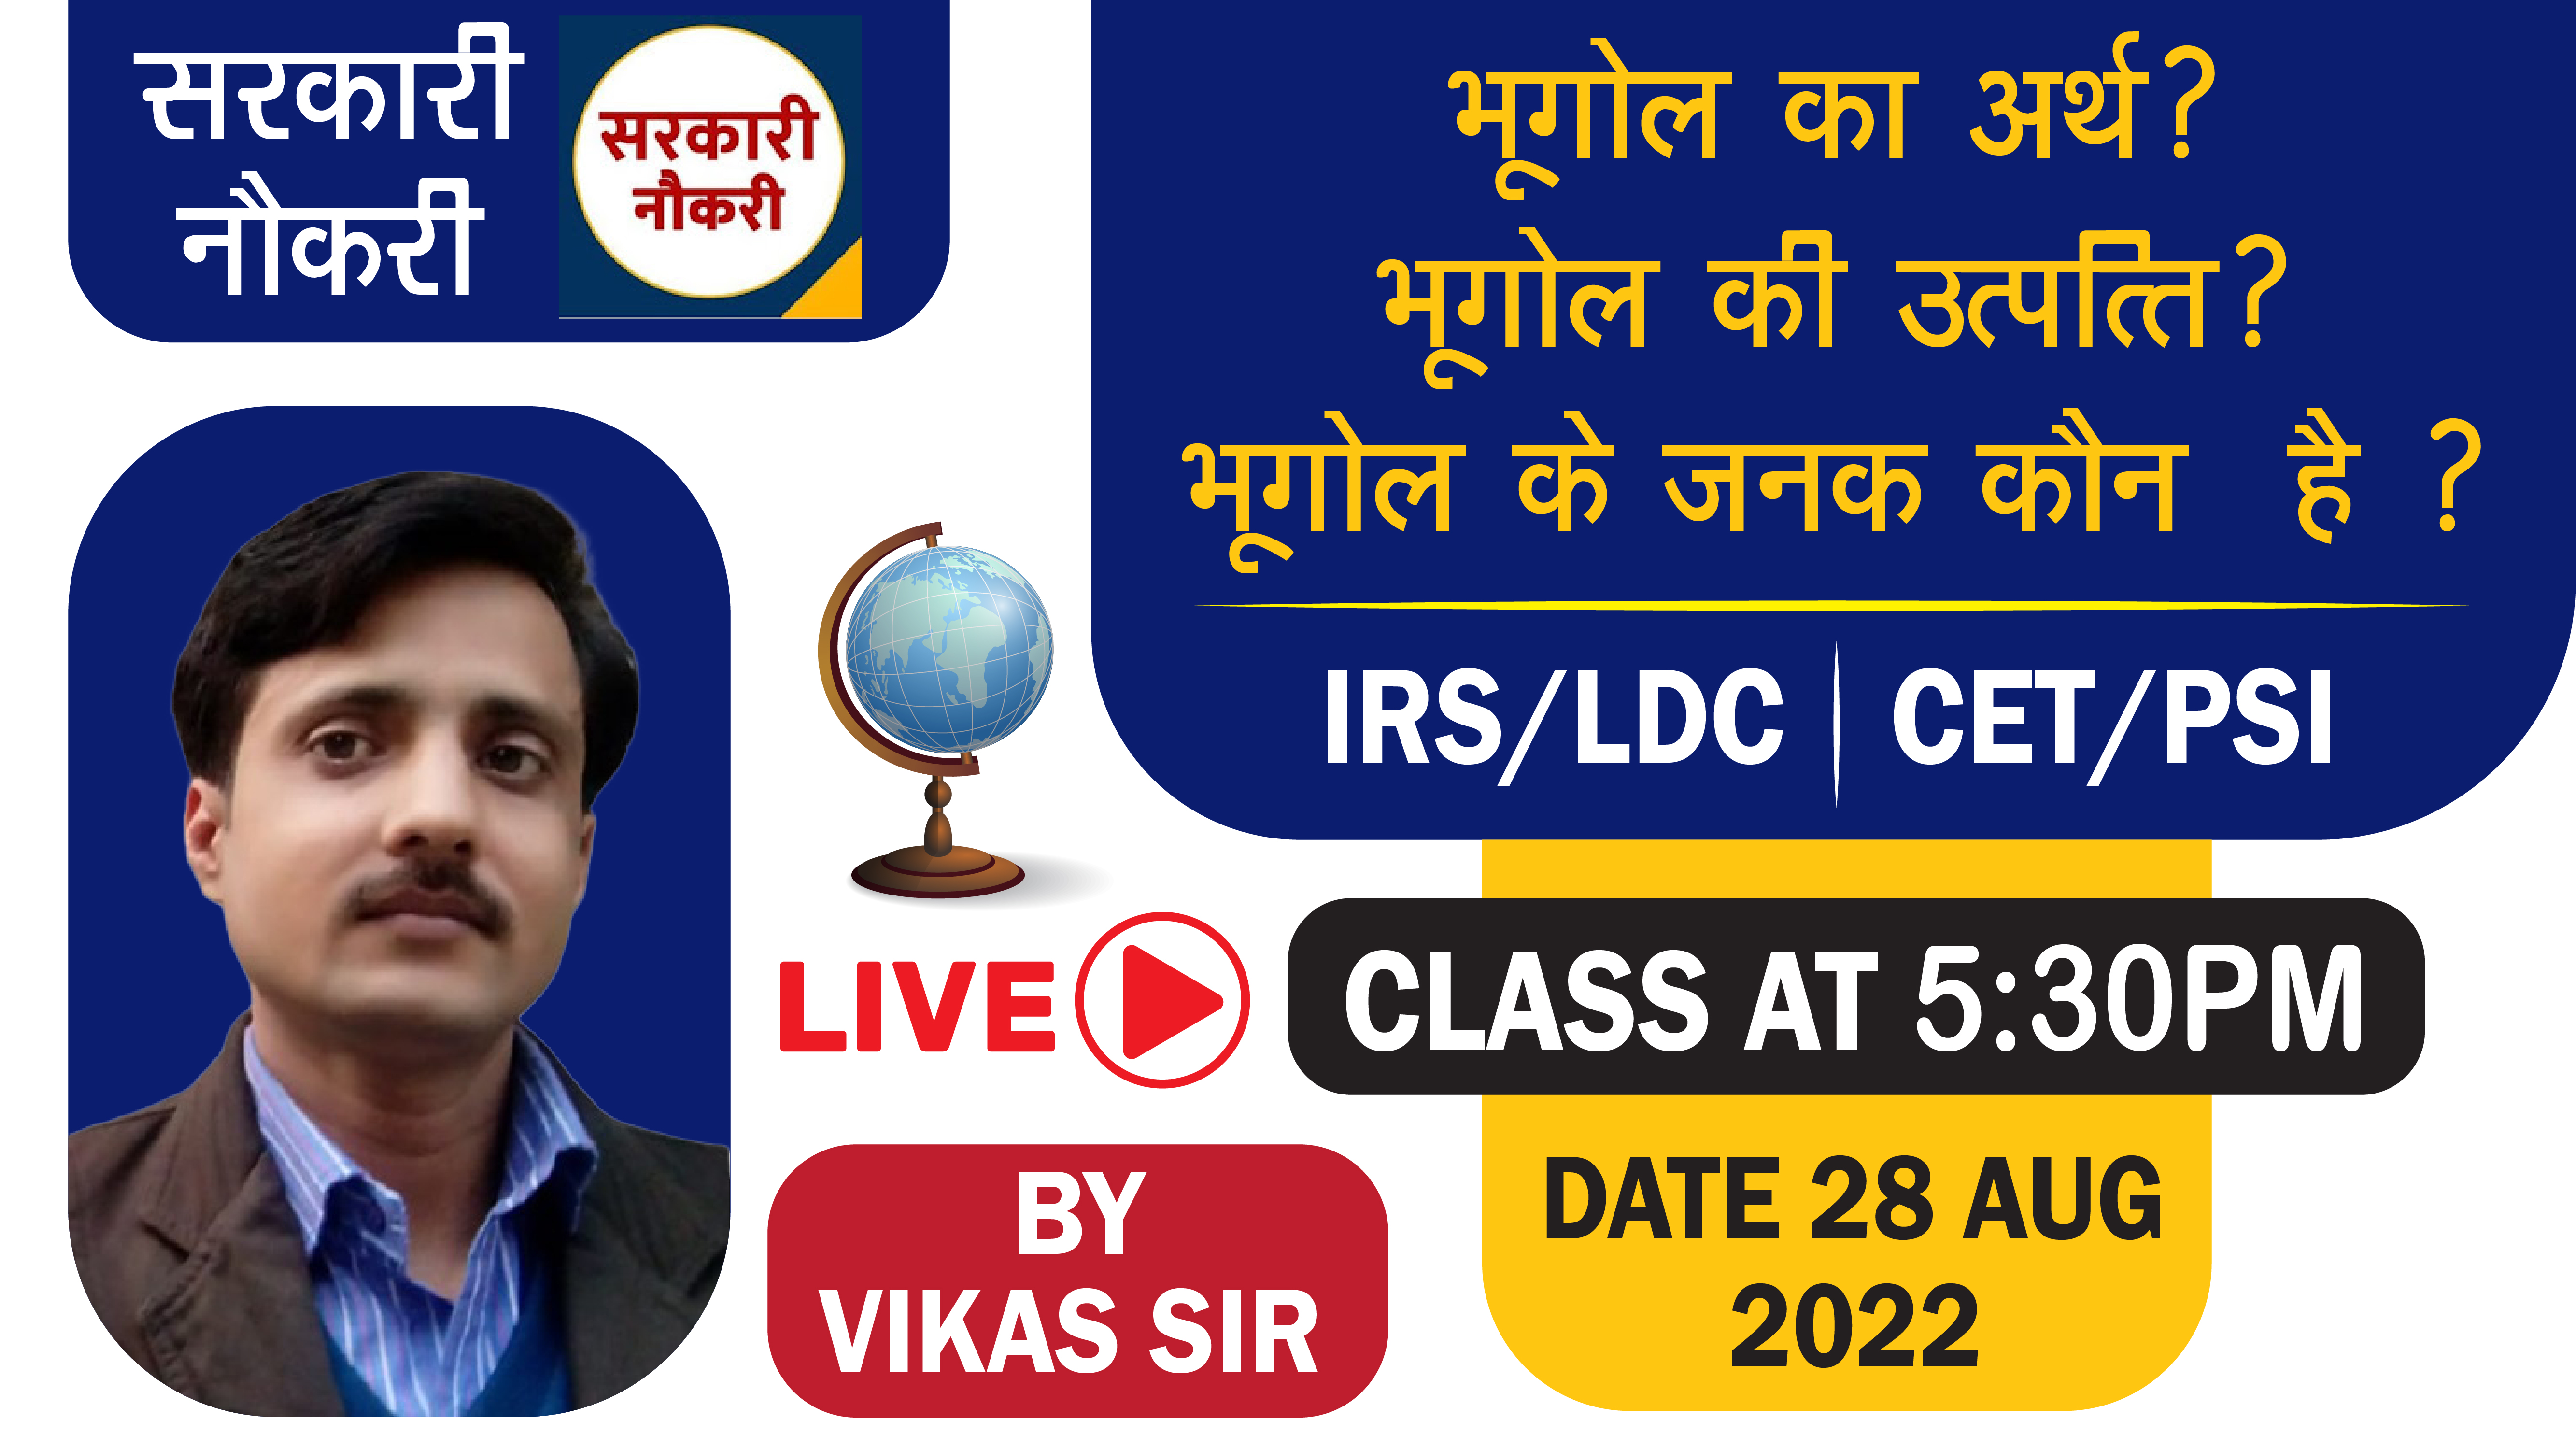 सरकारी
नौकरी
सरकारी
नौकरी
भूगोल का अर्थ?
भूगोल की उत्पत्ति?
भूगोल के जनक कौन है ?
IRS/LDC | CET/PSI
LIVE
CLASS AT 5:30PM
BY
VIKAS SIR
DATE 28 AUG
2022